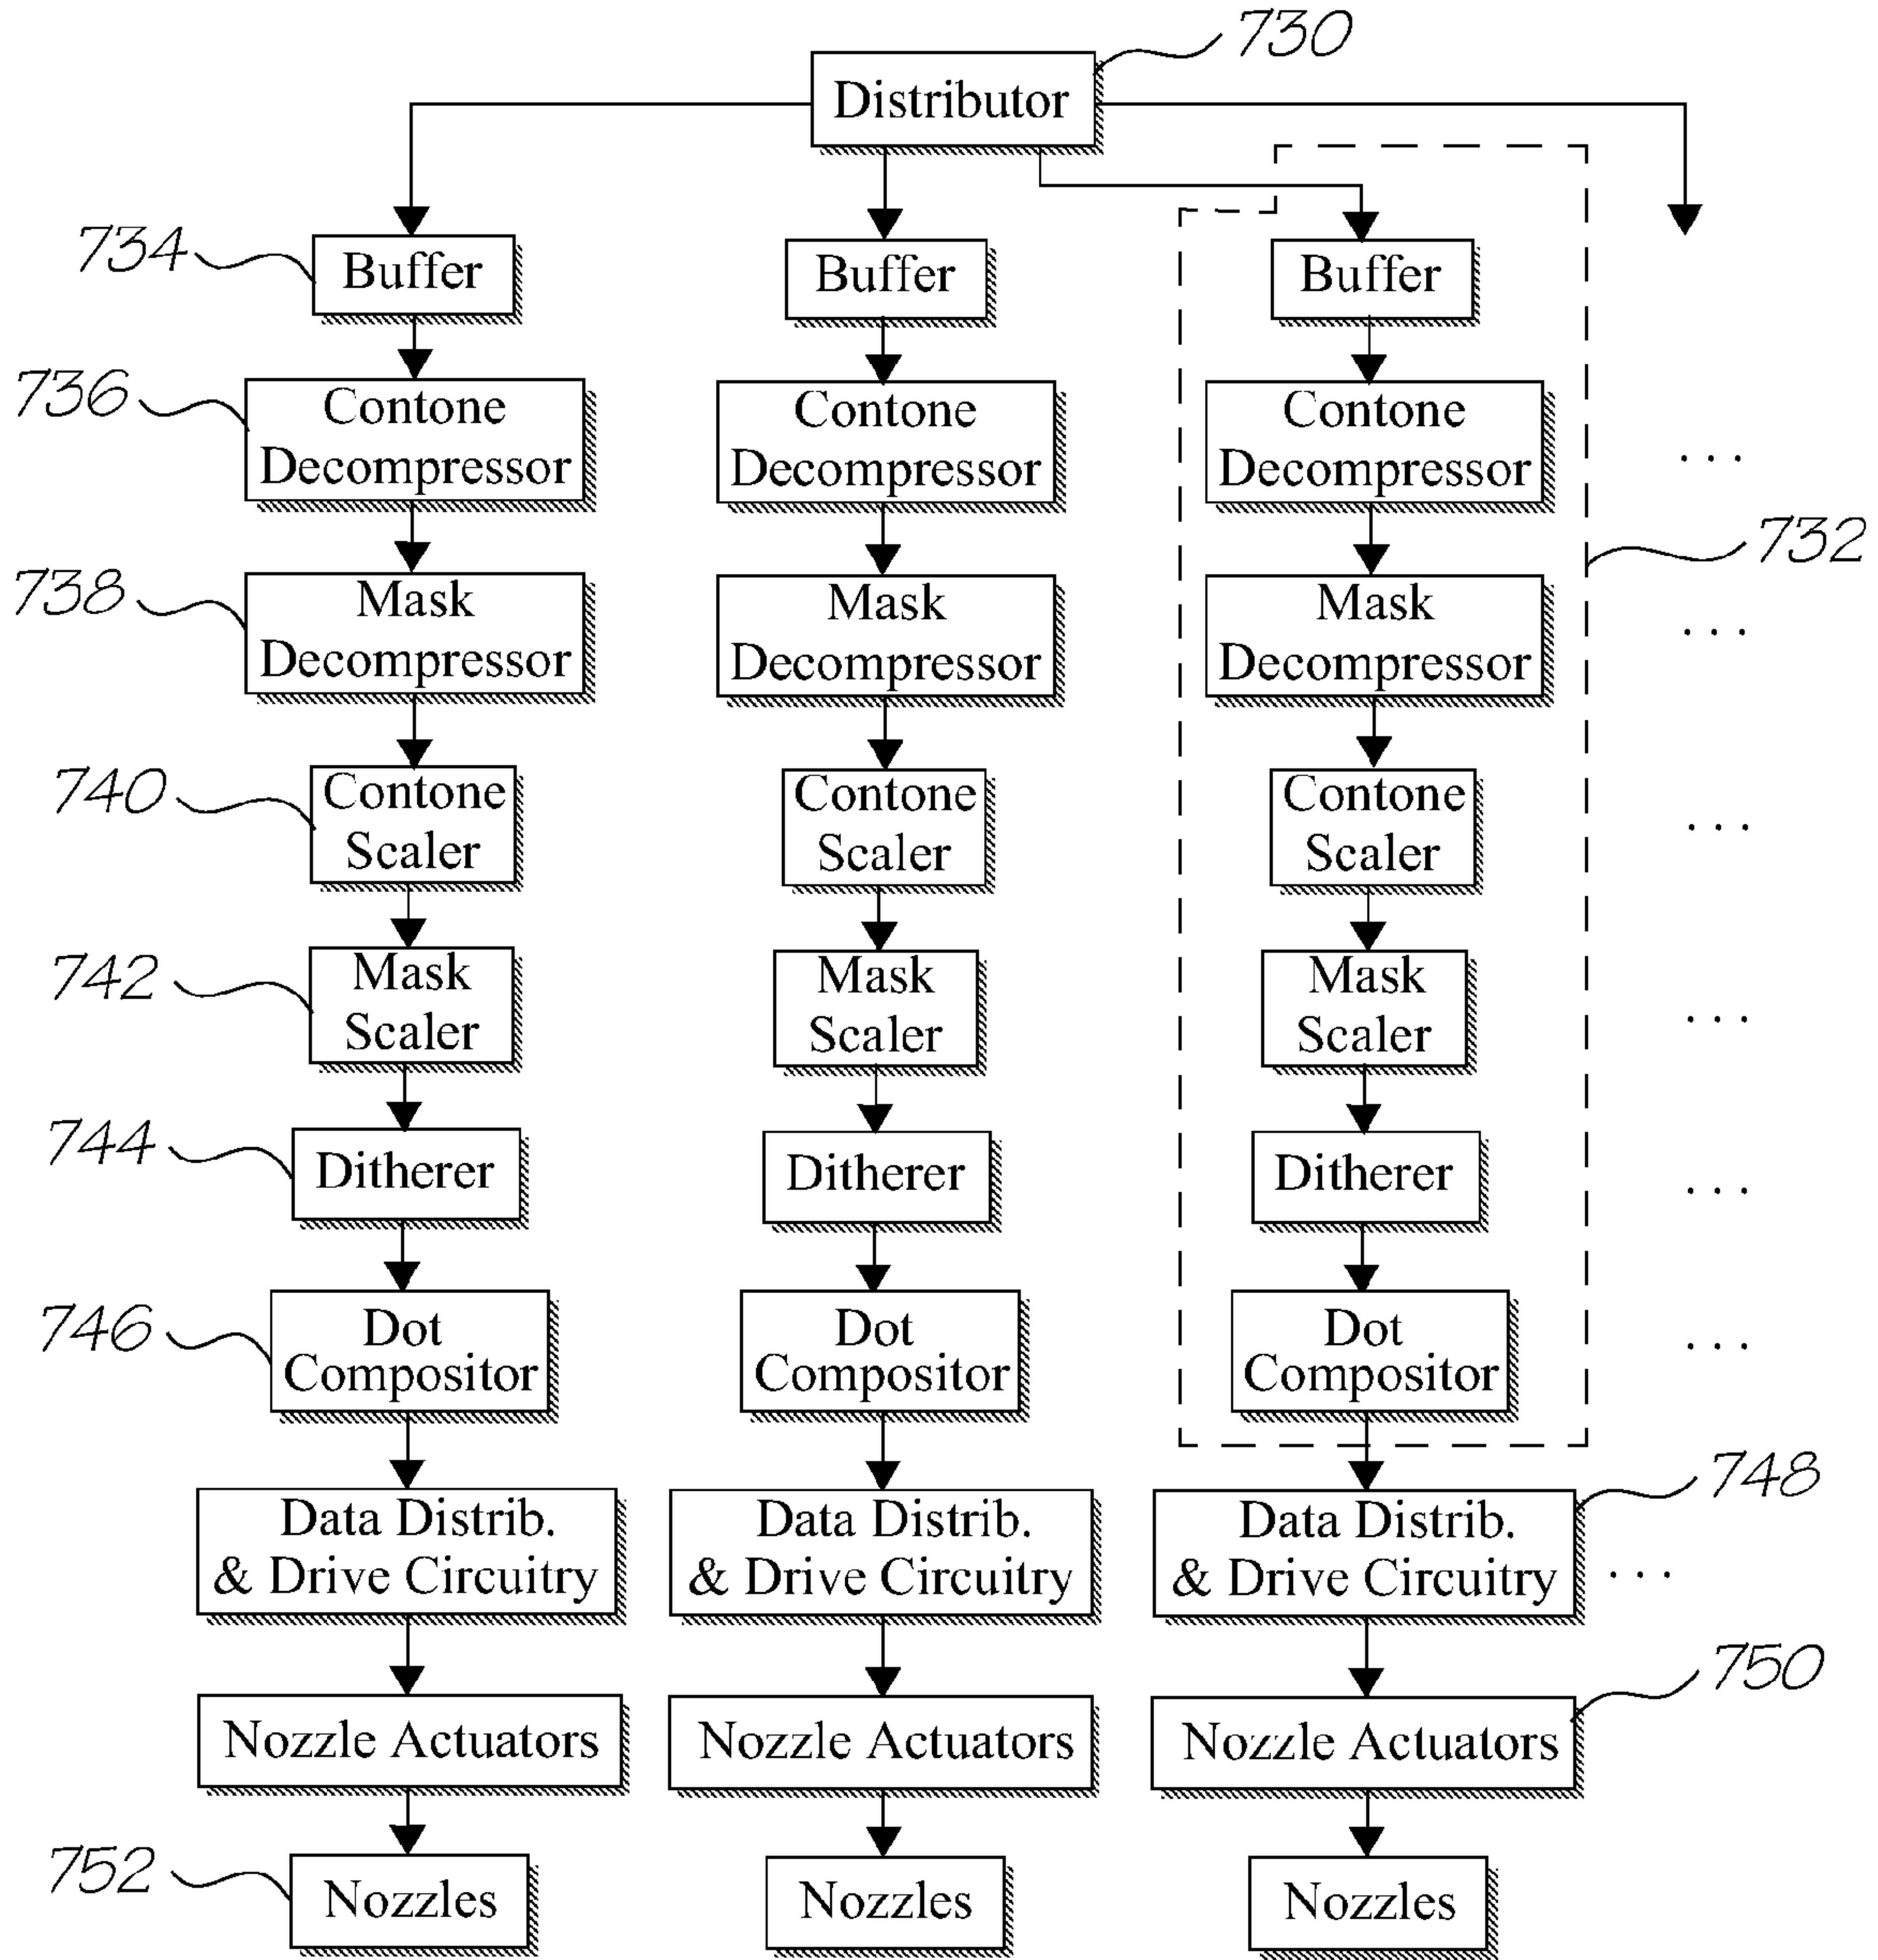 730
Distributor
734
Buffer
Buffer
Buffer
736
Contone
Decompressor
Contone
Decompressor
Contone
Decompressor
...
732
738
Mask
Decompressor
Mask
Decompressor
Mask
Decompressor
...
740
Contone
Scaler
Contone
Scaler
Contone
Scaler
...
742
Mask
Scaler
Mask
Scaler
Mask
Scaler
...
744
Ditherer
Ditherer
Ditherer
...
746
Dot
Compositor
Dot
Compositor
Dot
Compositor
...
748
Data Distrib.
& Drive Circuitry
Data Distrib.
& Drive Circuitry
Data Distrib.
& Drive Circuitry
...
750
Nozzle Actuators
Nozzle Actuators
Nozzle Actuators
752
Nozzles
Nozzles
Nozzles